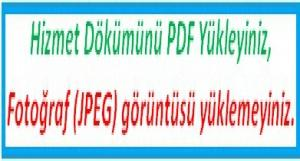 Hizmet Dökümünü PDF Yükleyiniz,
Fotoğraf (JPEG) görüntüsü yüklemeyiniz.